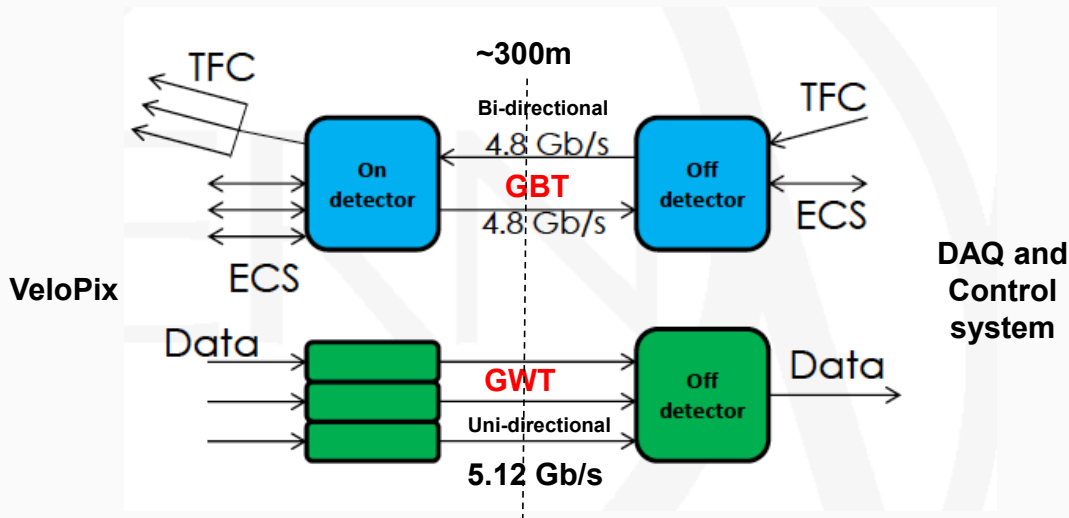 ~300m
TFC
Bi-directional
TFC
4.8 Gb/s
On
detector
GBT
Off
detector
4.8 Gb/s
ECS
ECS
VeloPix
DAQ and
Control
system
Data
GWT
Off
detector
Data
Uni-directional
5.12 Gb/s